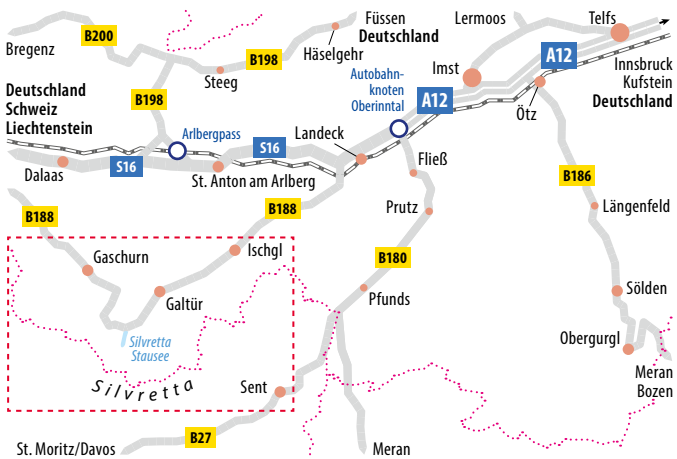 Bregenz
B200
B198
Steeg
B198
Füssen
Deutschland
Häselgehr
Lermoos
Telfs
Imst
A12
Innsbruck
Kufstein
Deutschland
Autobahn-
knoten
Oberinntal
A12
Ötz
Deutschland
Schweiz
Liechtenstein
Arlbergpass
S16
Landeck
Dalaas
S16
St. Anton am Arlberg
Fließ
B186
B188
B188
Prutz
Längenfeld
Gaschurn
Ischgl
B180
Galtür
Pfunds
Sölden
Silvretta
Stausee
Obergurgl
Silvretta
Sent
Meran
Bozen
St. Moritz/Davos
B27
Meran